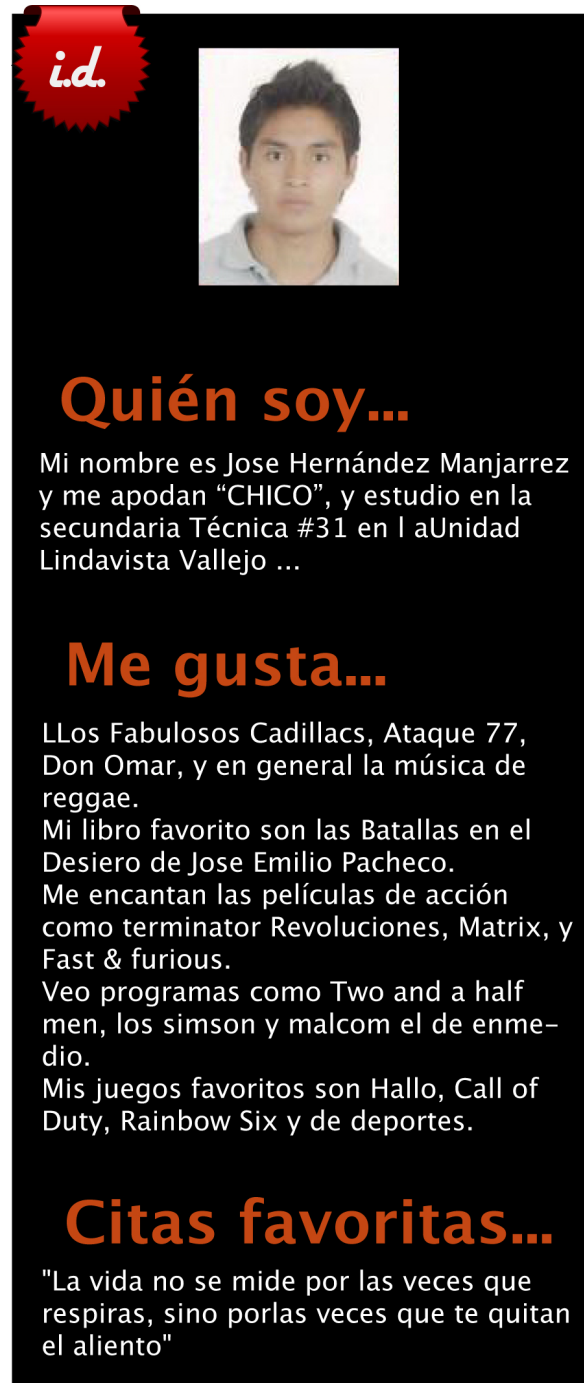 i.d.
Quién soy...
Mi nombre es Jose Hernández Manjarrez
y me apodan “CHICO”, y estudio en la
secundaria Técnica #31 en l aUnidad
Lindavista Vallejo ...
Me gusta...
LLos Fabulosos Cadillacs, Ataque 77,
Don Omar, y en general la música de
reggae.
Mi libro favorito son las Batallas en el
Desiero de Jose Emilio Pacheco.
Me encantan las películas de acción
como terminator Revoluciones, Matrix, y
Fast & furious.
Veo programas como Two and a half
men, los simson y malcom el de enme-
dio.
Mis juegos favoritos son Hallo, Call of
Duty, Rainbow Six y de deportes.
Citas favoritas...
"La vida no se mide por las veces que
respiras, sino porlas veces que te quitan
el aliento"